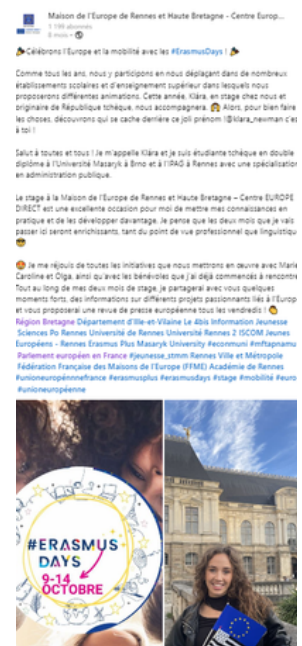 Maison de l'Europe de Rennes et Haute Bretagne - Centre Europ...
1 199 abonnés
8 mois •
Célébrons l'Europe et la mobilité avec les #ErasmusDays !
Comme tous les ans, nous y participons en nous déplaçant dans de nombreux
établissements scolaires et d'enseignement supérieur dans lesquels nous
proposerons différentes animations. Cette année, Klára, en stage chez nous et
originaire de République tchèque, nous accompagnera. Alors, pour bien faire
les choses, découvrons qui se cache derrière ce joli prénom !@klara_newman c'es
à toi !
Salut à toutes et tous ! Je m'appelle Klára et je suis étudiante tchèque en double
diplôme à l'Université Masaryk à Brno et à l'IPAG à Rennes avec une spécialisation
en administration publique.
Le stage à la Maison de l'Europe de Rennes et Haute Bretagne – Centre EUROPE
DIRECT est une excellente occasion pour moi de mettre mes connaissances en
pratique et de les développer davantage. Je pense que les deux mois que je vais
passer ici seront enrichissants, tant du point de vue professionnel que linguistiqu
Je me réjouis de toutes les initiatives que nous mettrons en œuvre avec Marie
Caroline et Olga, ainsi qu'avec les bénévoles que j'ai déjà commencés à rencontre
Tout au long de mes deux mois de stage, je partagerai avec vous quelques
moments forts, des informations sur différents projets passionnants liés à l'Europ
et vous proposerai une revue de presse européenne tous les vendredis !
Région Bretagne Département d'Ille-et-Vilaine Le 4bis Information Jeunesse
Sciences Po Rennes Université de Rennes Université Rennes 2 ISCOM Jeunes
Européens - Rennes Erasmus Plus Masaryk University #econmuni #mftapnamu
Parlement européen en France #jeunesse_stmm Rennes Ville et Métropole
Fédération Française des Maisons de l'Europe (FFME) Académie de Rennes
#unioneuropénnnefrance #erasmusplus #erasmusdays #stage #mobilité #euro
#unioneuropéenne
#ERASMUS
DAYS
9-14
OCTOBRE